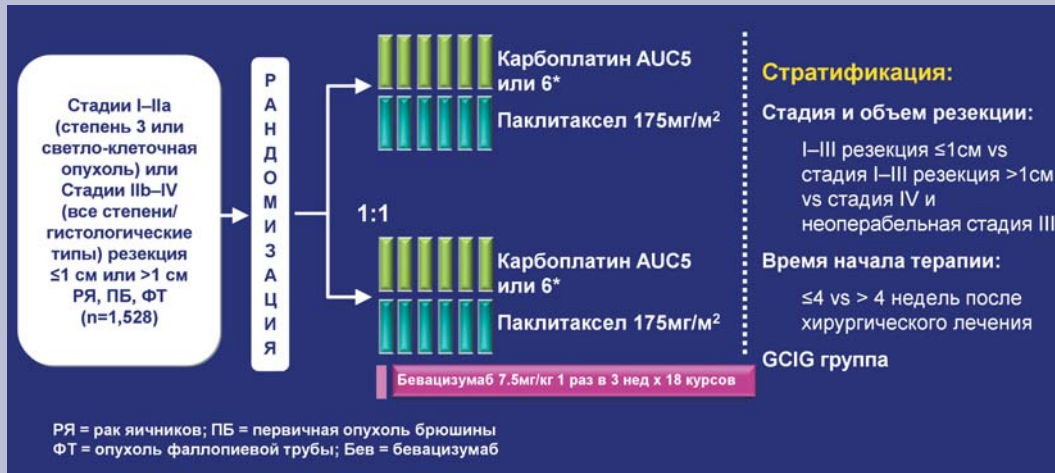 Стадии I–IIa
(степень 3 или
светло-клеточная
опухоль) или
Стадии IIb–IV
(все степени/
гистологические
типы) резекция
≤1 см или >1 см
РЯ, ПБ, ФТ
(n=1,528)
РАНДОМИЗАЦИЯ
1:1
Карбоплатин AUC5
или 6*
Паклитаксел 175мг/м²
Карбоплатин AUC5
или 6*
Паклитаксел 175мг/м²
Бевацизумаб 7.5мг/кг 1 раз в 3 нед x 18 курсов
Стратификация:
Стадия и объем резекции:
I–III резекция ≤1см vs
стадия I–III резекция >1см
vs стадия IV и
неоперабельная стадия III
Время начала терапии:
≤4 vs > 4 недель после
хирургического лечения
GCIG группа
РЯ = рак яичников; ПБ = первичная опухоль брюшины
ФТ = опухоль фаллопиевой трубы; Бев = бевацизумаб